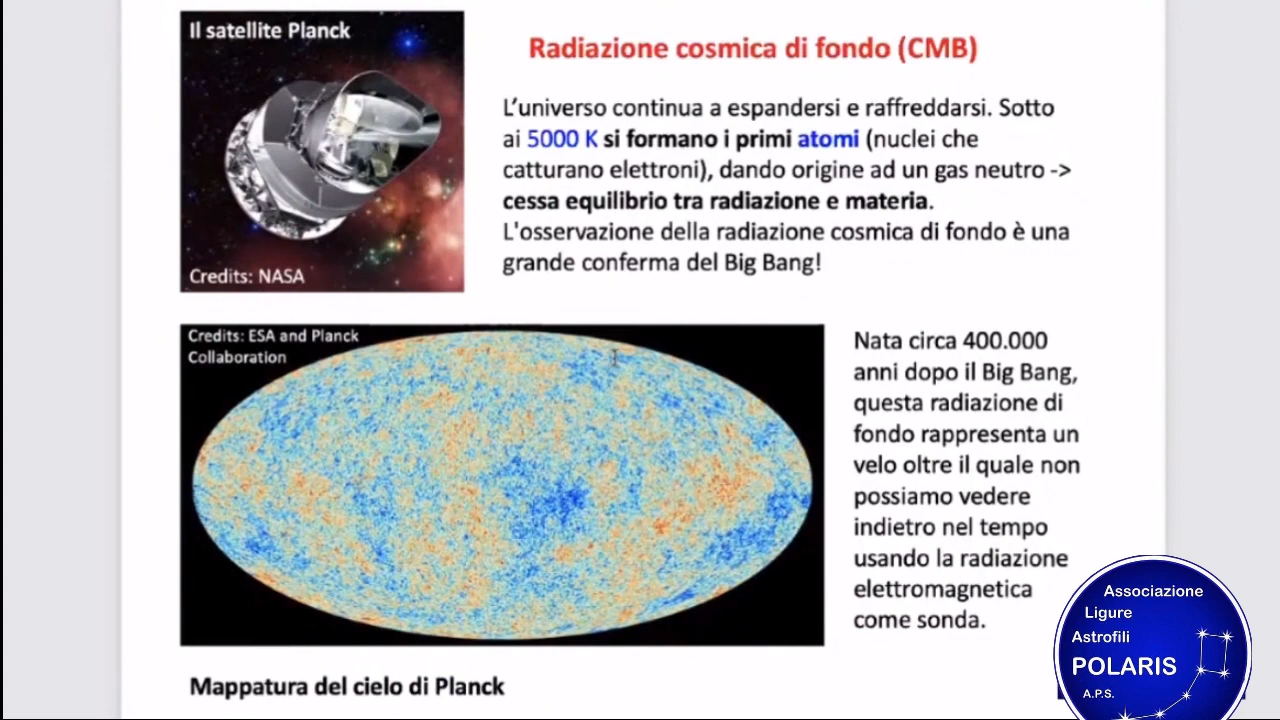 Il satellite Planck
Credits: NASA
Radiazione cosmica di fondo (CMB)
L’universo continua a espandersi e raffreddarsi. Sotto
ai 5000 K si formano i primi atomi (nuclei che
catturano elettroni), dando origine ad un gas neutro ->
cessa equilibrio tra radiazione e materia.
L'osservazione della radiazione cosmica di fondo è una
grande conferma del Big Bang!
Credits: ESA and Planck
Collaboration
Nata circa 400.000
anni dopo il Big Bang,
questa radiazione di
fondo rappresenta un
velo oltre il quale non
possiamo vedere
indietro nel tempo
usando la radiazione
elettromagnetica
come sonda.
Mappatura del cielo di Planck
Associazione
Ligure
Astrofili
POLARIS
A.P.S.